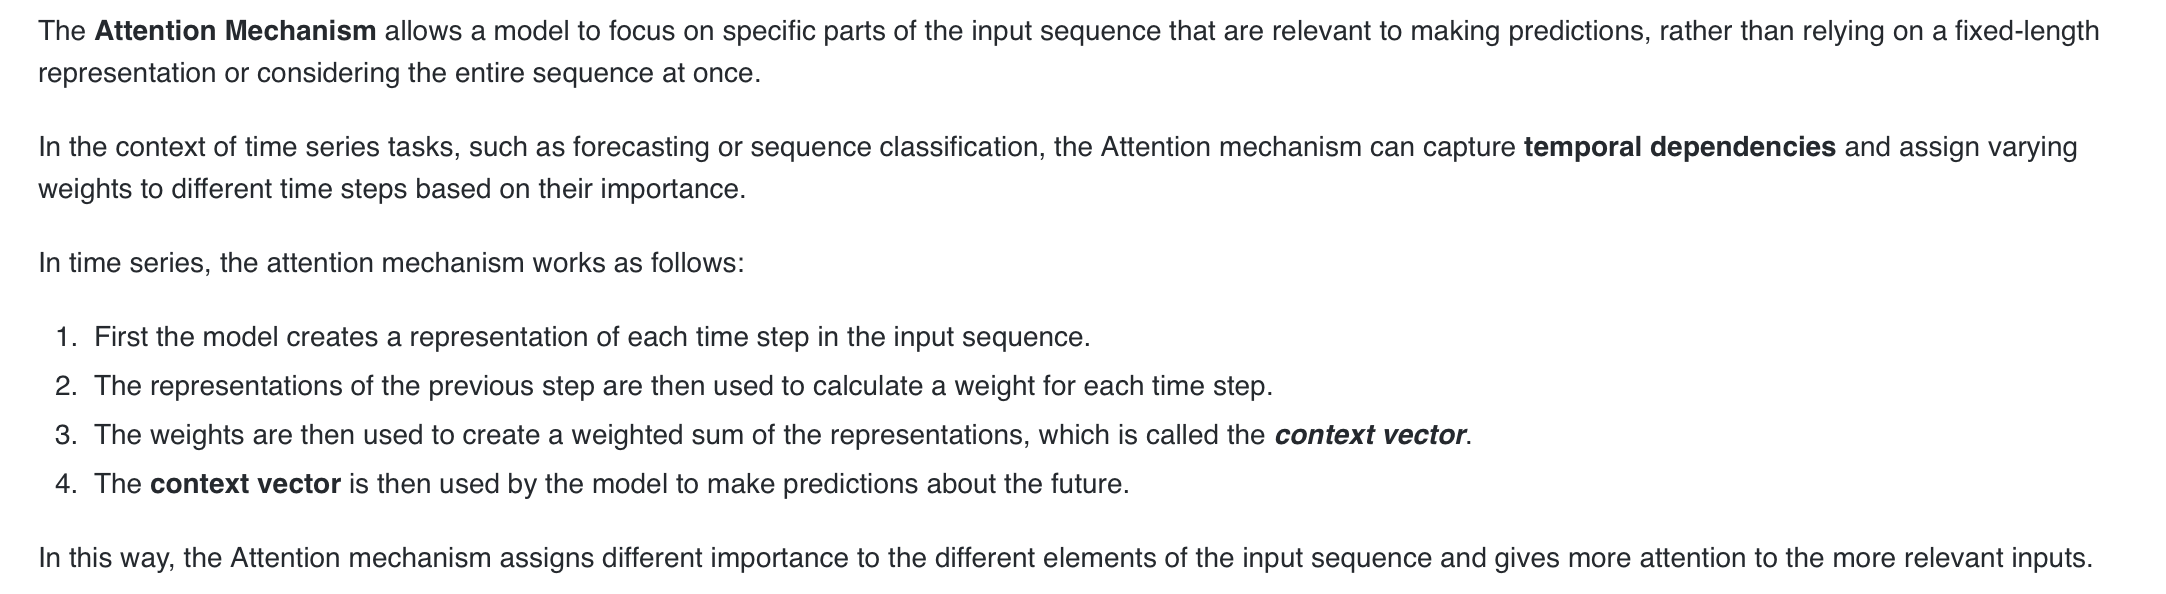 The Attention Mechanism allows a model to focus on specific parts of the input sequence that are relevant to making predictions, rather than relying on a fixed-length
representation or considering the entire sequence at once.
In the context of time series tasks, such as forecasting or sequence classification, the Attention mechanism can capture temporal dependencies and assign varying
weights to different time steps based on their importance.
In time series, the attention mechanism works as follows:
1. First the model creates a representation of each time step in the input sequence.
2. The representations of the previous step are then used to calculate a weight for each time step.
3. The weights are then used to create a weighted sum of the representations, which is called the context vector.
4. The context vector is then used by the model to make predictions about the future.
In this way, the Attention mechanism assigns different importance to the different elements of the input sequence and gives more attention to the more relevant inputs.